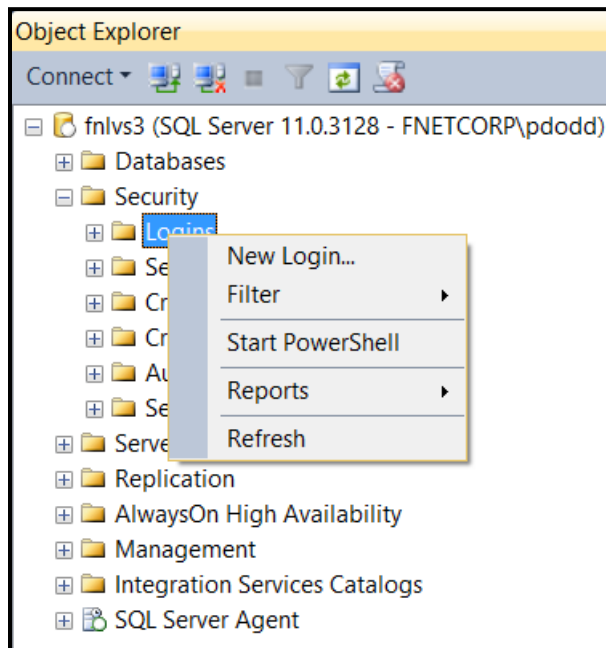 Object Explorer
Connect
fnlvs3 (SQL Server 11.0.3128 - FNETCORP\pdodd)
Databases
Security
Logins
New Login...
Filter
Start PowerShell
Reports
Refresh
Replication
AlwaysOn High Availability
Management
Integration Services Catalogs
SQL Server Agent